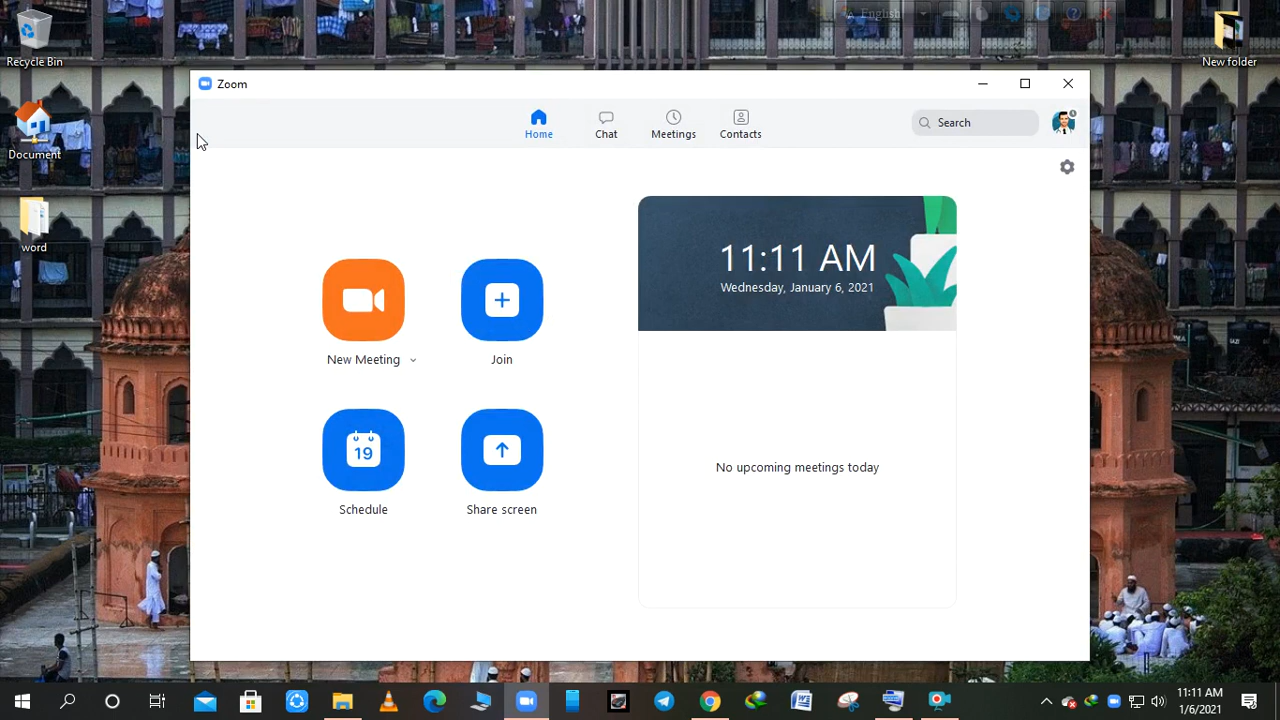 English
Recycle Bin
New folder
Document
word
Zoom
Home
Chat
Meetings
Contacts
Search
11:11 AM
Wednesday, January 6, 2021
New Meeting
Join
19
Schedule
Share screen
No upcoming meetings today
11:11 AM
1/6/2021